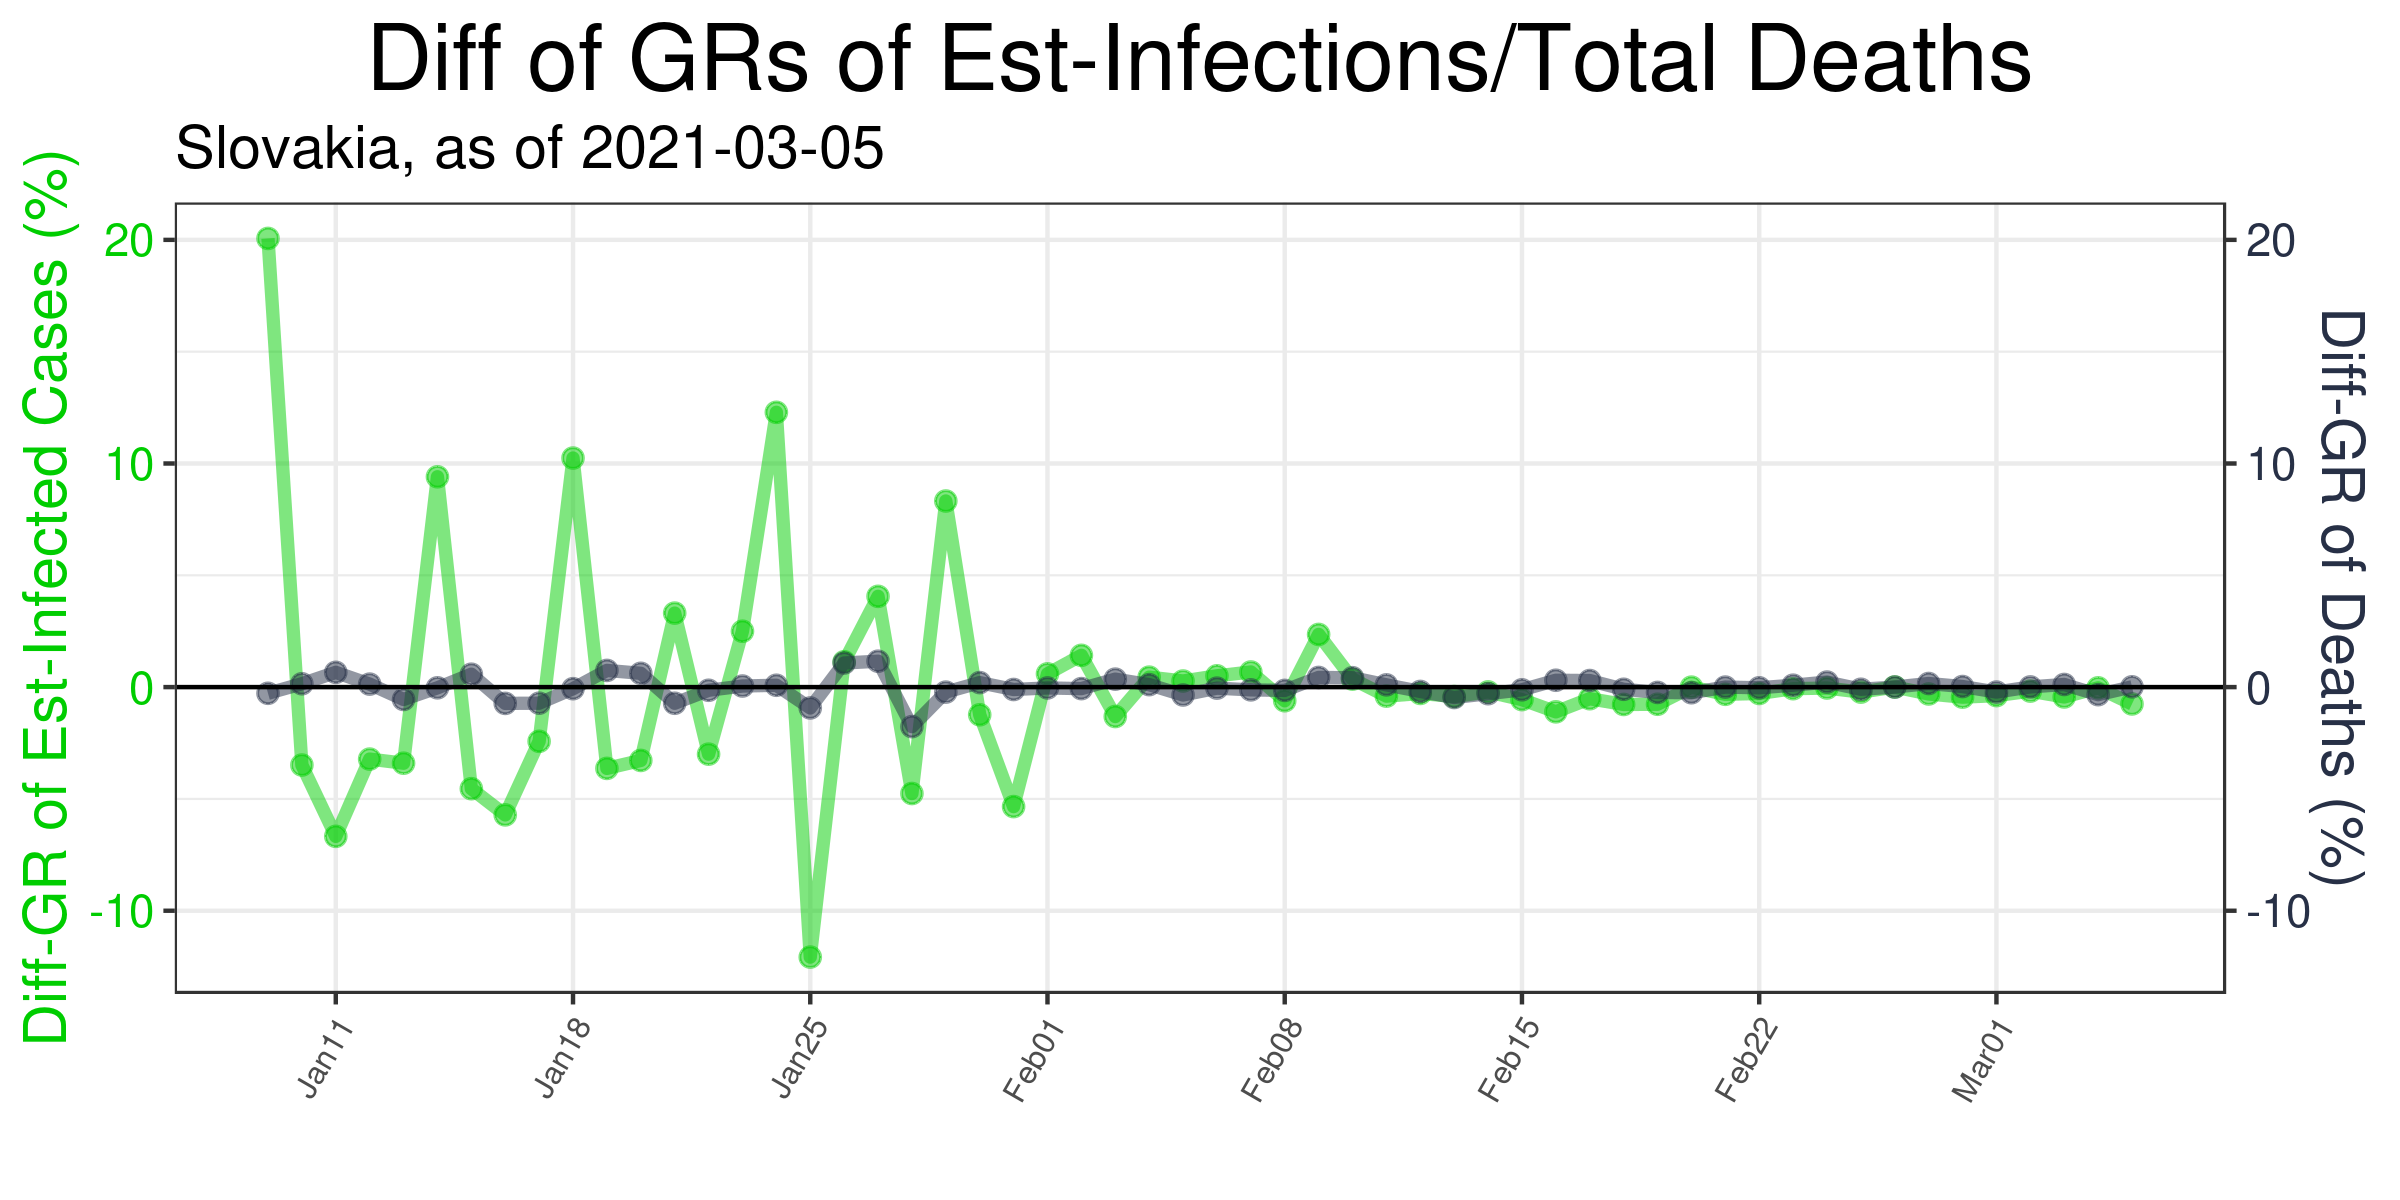 Diff of GRs of Est-Infections/Total Deaths
Slovakia, as of 2021-03-05
Diff-GR of Est-Infected Cases (%)
20
10
0
-10
20
10
0
-10
Diff-GR of Deaths (%)
Jan11
Jan18
Jan25
Feb01
Feb08
Feb15
Feb22
Mar01